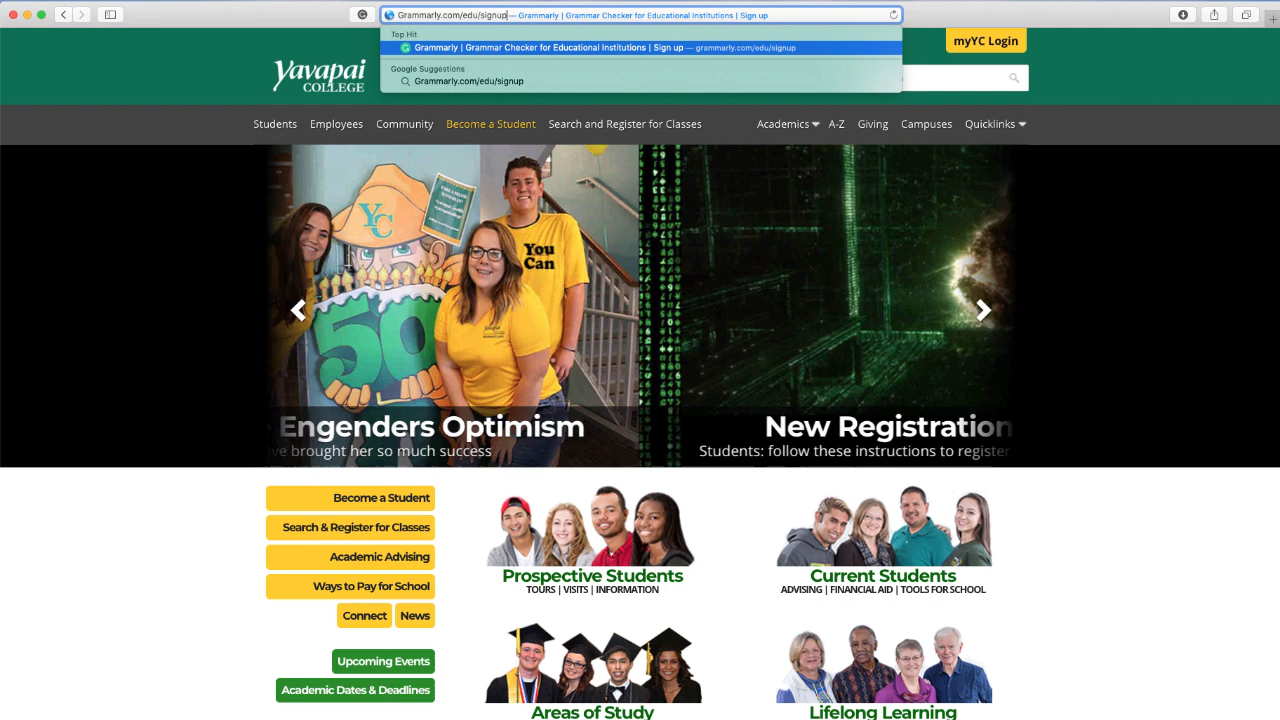 Grammarly.com/edu/signup — Grammarly | Grammar Checker for Educational Institutions | Sign up
Top Hit
Grammarly | Grammar Checker for Educational Institutions | Sign up — grammarly.com/edu/signup
Google Suggestions
Grammarly.com/edu/signup
myYC Login
Yavapai
COLLEGE
Students Employees Community Become a Student Search and Register for Classes Academics A-Z Giving Campuses Quicklinks
YC
You
Can
50
Engenders Optimism
ve brought her so much success
New Registration
Students: follow these instructions to register
Become a Student
Search & Register for Classes
Academic Advising
Ways to Pay for School
Connect News
Upcoming Events
Academic Dates & Deadlines
Prospective Students
TOURS | VISITS | INFORMATION
Current Students
ADVISING | FINANCIAL AID | TOOLS FOR SCHOOL
Areas of Study
Lifelong Learning